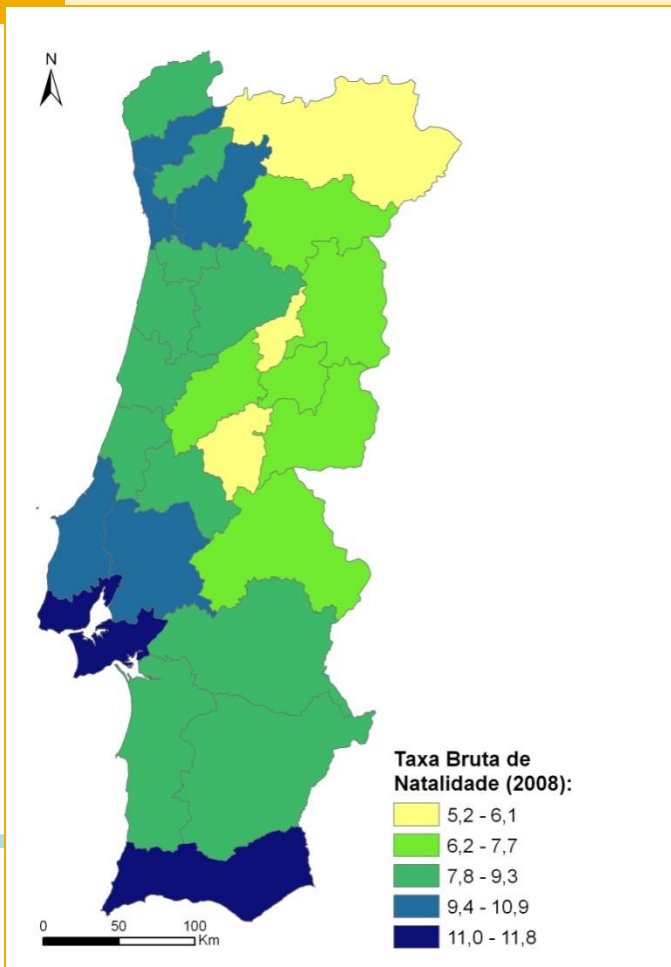 N
Taxa Bruta de
Natalidade (2008):
5,2 - 6,1
6,2 - 7,7
7,8 - 9,3
9,4 - 10,9
11,0 - 11,8
0 50 100
Km